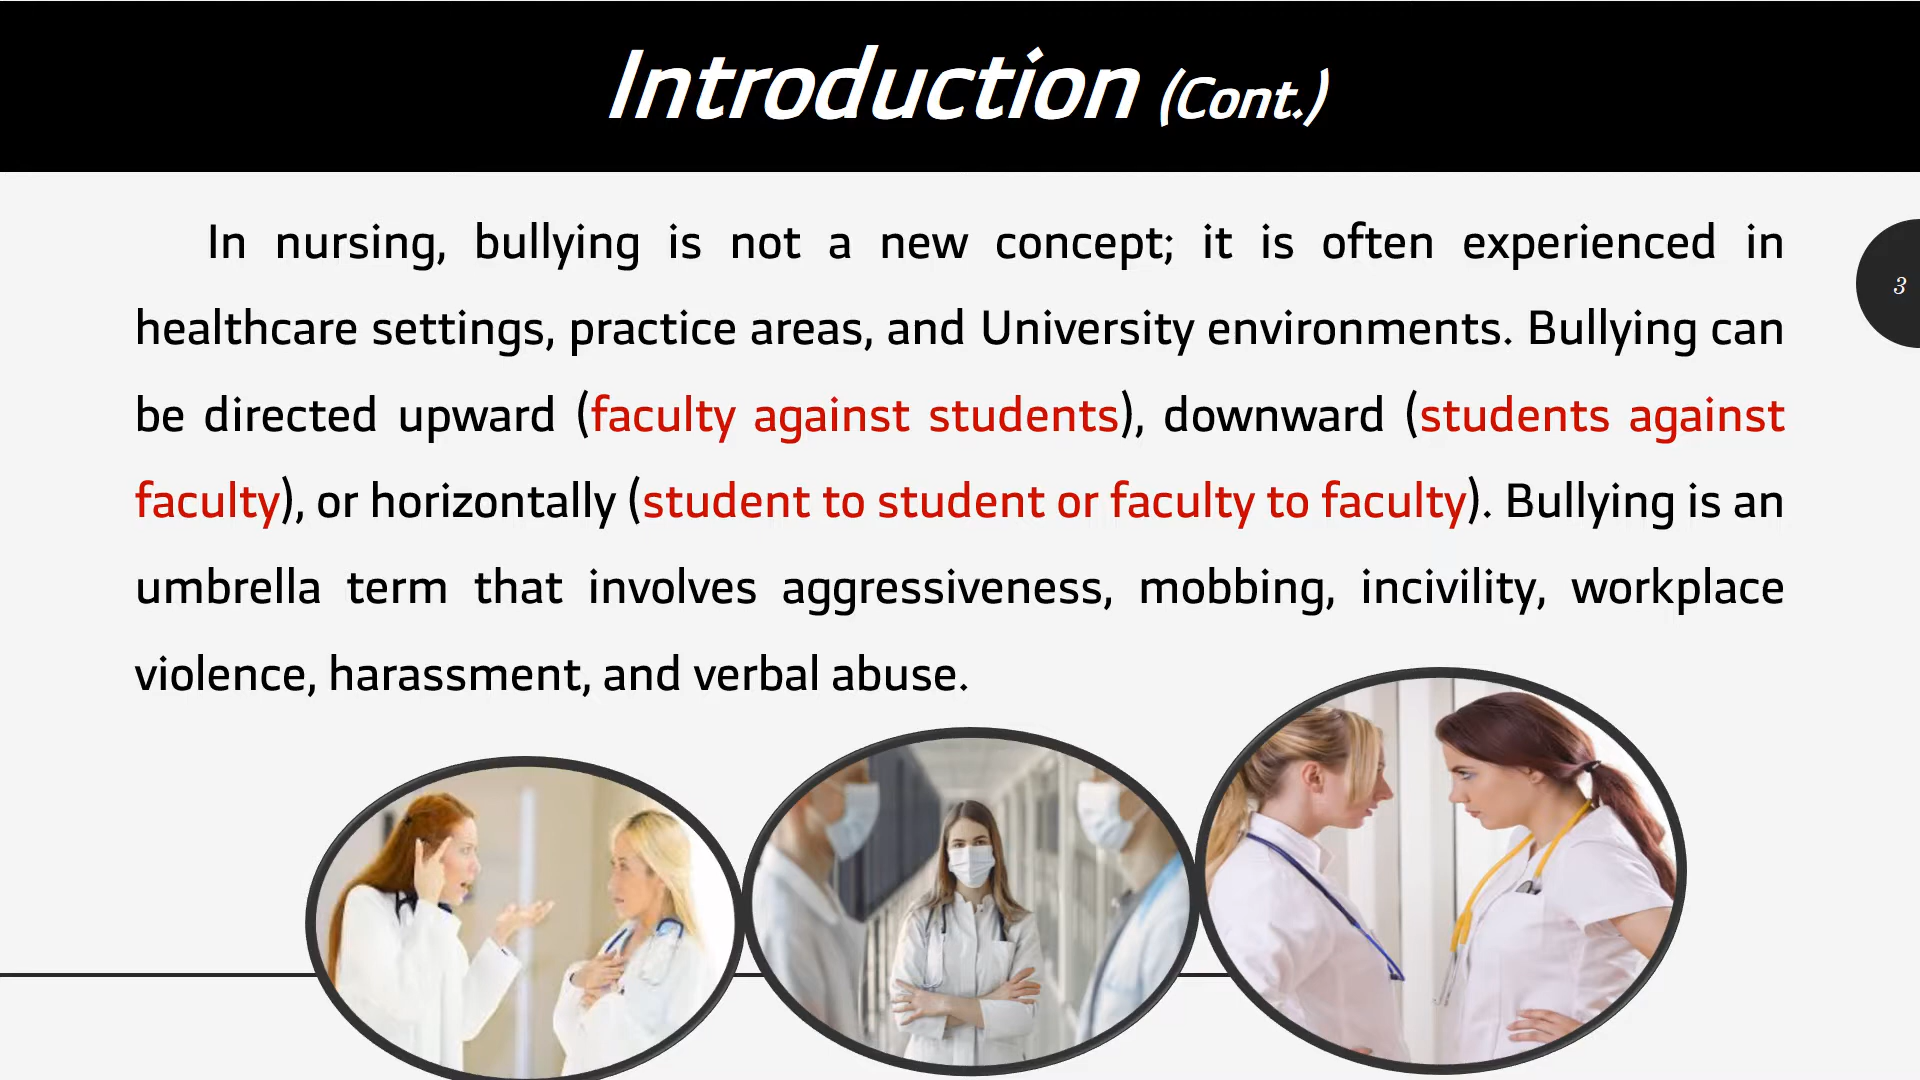 Introduction (Cont.)
In nursing, bullying is not a new concept; it is often experienced in
3
healthcare settings, practice areas, and University environments. Bullying can
be directed upward (faculty against students), downward (students against
faculty), or horizontally (student to student or faculty to faculty). Bullying is an
umbrella term that involves aggressiveness, mobbing, incivility, workplace
violence, harassment, and verbal abuse.